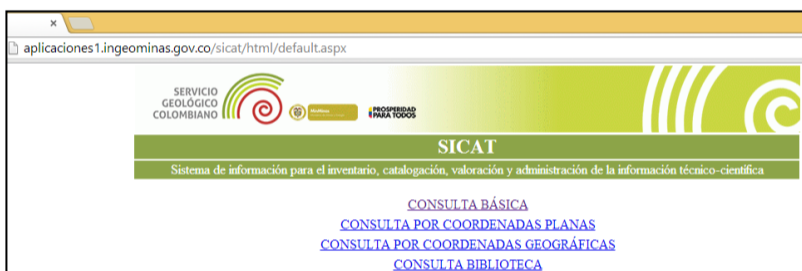 ×
aplicaciones1.ingeominas.gov.co/sicat/html/default.aspx
SERVICIO
GEOLÓGICO
COLOMBIANO
PROSPERIDAD
PARA TODOS
SICAT
Sistema de información para el inventario, catalogación, valoración y administración de la información técnico-científica
CONSULTA BÁSICA
CONSULTA POR COORDENADAS PLANAS
CONSULTA POR COORDENADAS GEOGRÁFICAS
CONSULTA BIBLIOTECA